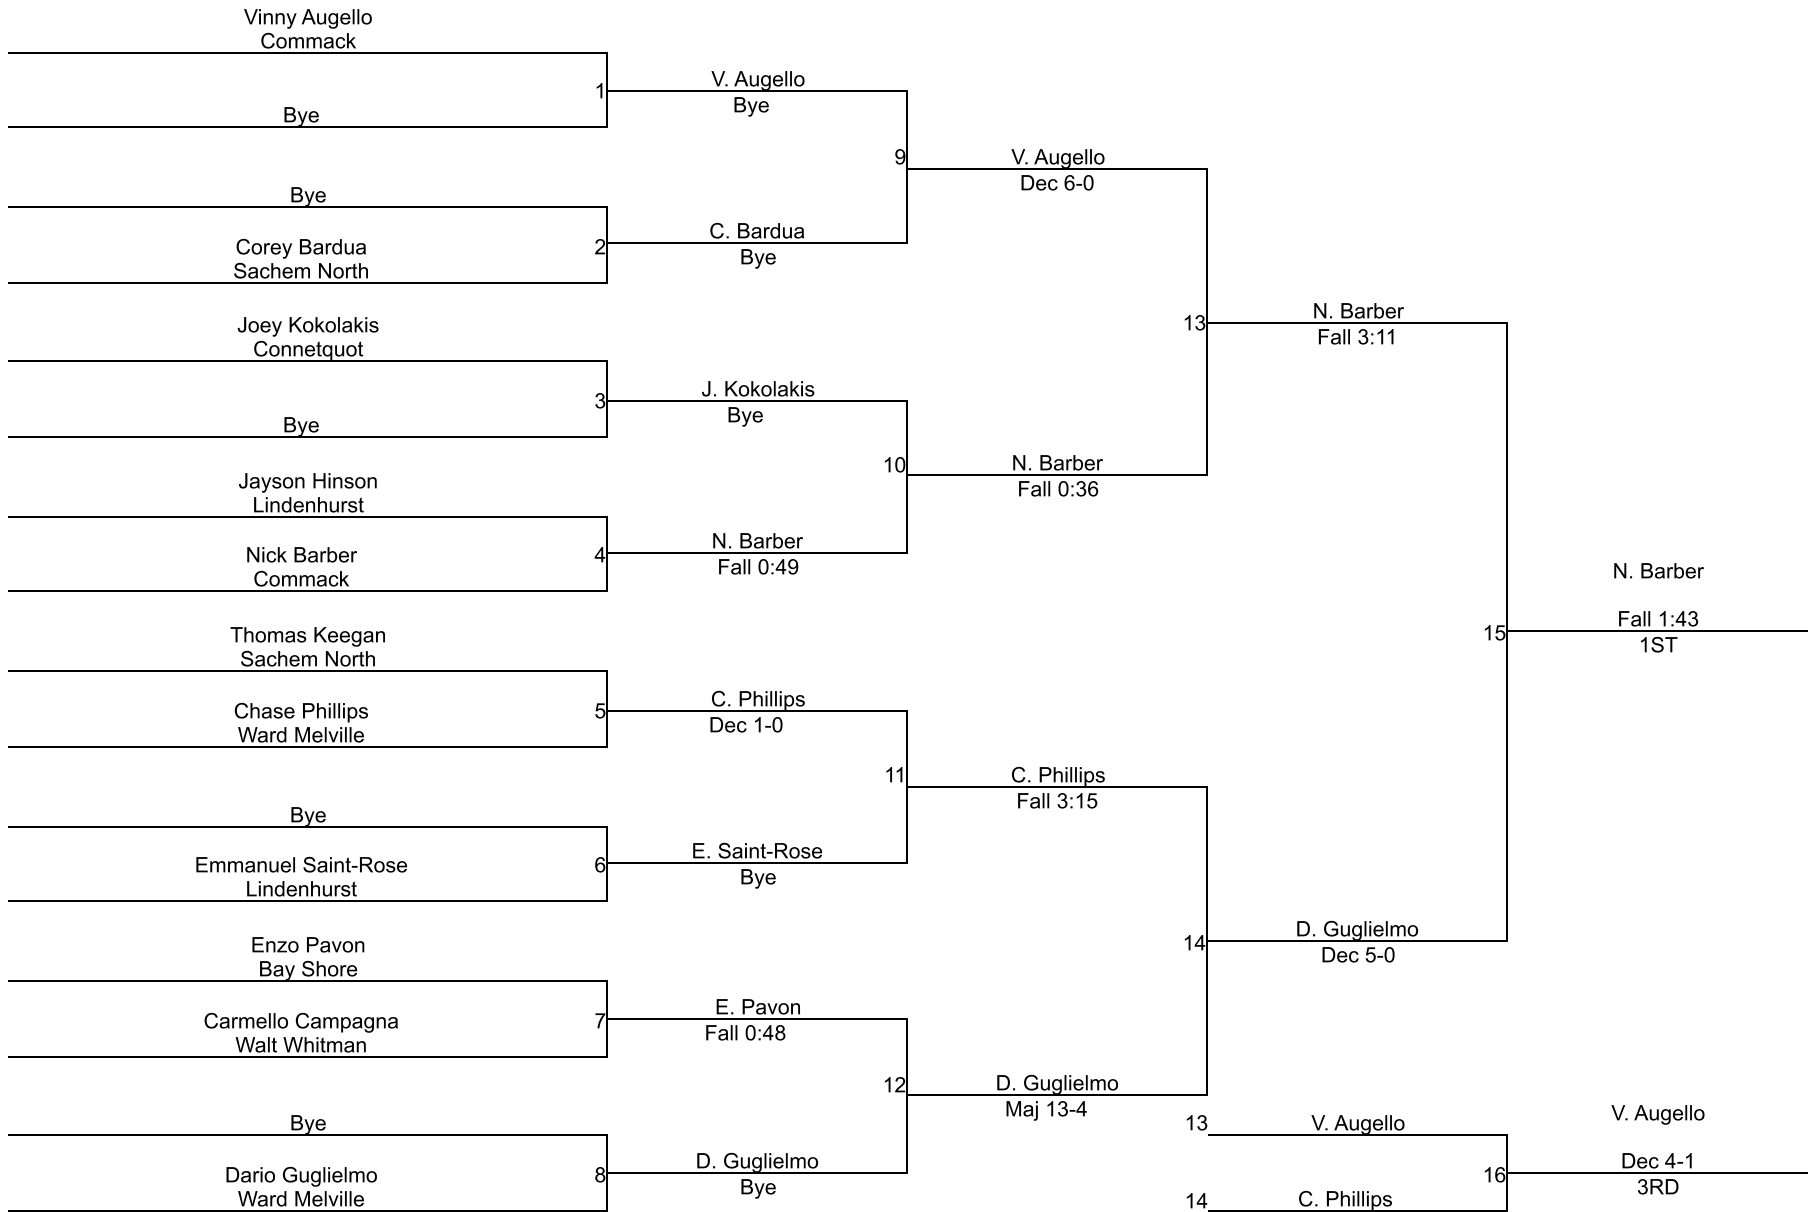 Vinny Augello
Commack
Bye
1
V. Augello
Bye
Bye
Corey Bardua
Sachem North
2
C. Bardua
Bye
9
V. Augello
Dec 6-0
Joey Kokolakis
Connetquot
Bye
3
J. Kokolakis
Bye
Jayson Hinson
Lindenhurst
Nick Barber
Commack
4
N. Barber
Fall 0:49
10
N. Barber
Fall 0:36
13
N. Barber
Fall 3:11
Thomas Keegan
Sachem North
Chase Phillips
Ward Melville
5
C. Phillips
Dec 1-0
Bye
Emmanuel Saint-Rose
Lindenhurst
6
E. Saint-Rose
Bye
11
C. Phillips
Fall 3:15
Enzo Pavon
Bay Shore
Carmello Campagna
Walt Whitman
7
E. Pavon
Fall 0:48
Bye
Dario Guglielmo
Ward Melville
8
D. Guglielmo
Bye
12
D. Guglielmo
Maj 13-4
14
D. Guglielmo
Dec 5-0
15
N. Barber
Fall 1:43
1ST
13
V. Augello
14
C. Phillips
16
V. Augello
Dec 4-1
3RD